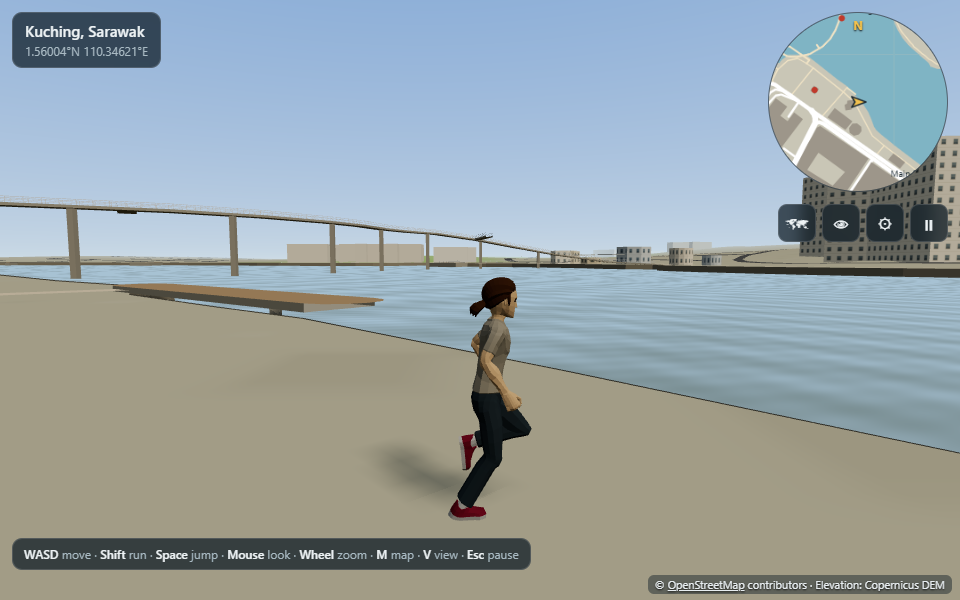 Kuching, Sarawak
1.56004°N 110.34621°E
N
Main
WASD move · Shift run · Space jump · Mouse look · Wheel zoom · M map · V view · Esc pause
© OpenStreetMap contributors · Elevation: Copernicus DEM